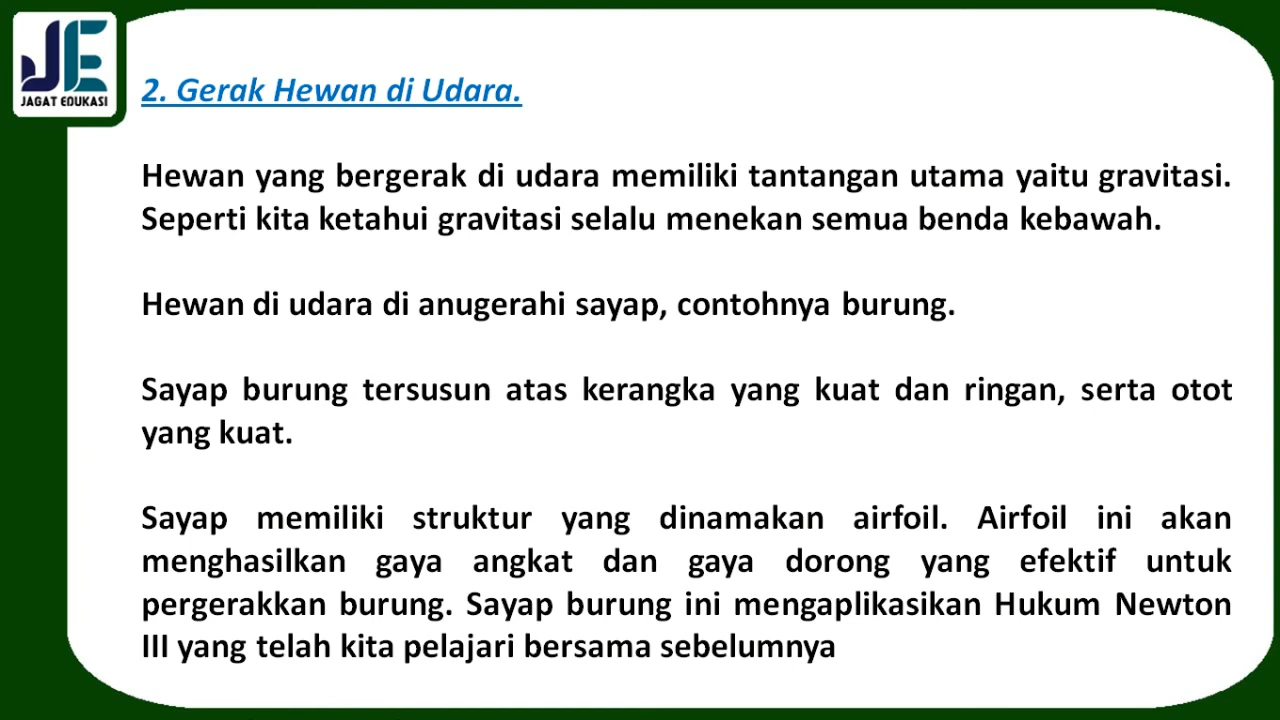 JE
JAGAT EDUKASI
2. Gerak Hewan di Udara.
Hewan yang bergerak di udara memiliki tantangan utama yaitu gravitasi.
Seperti kita ketahui gravitasi selalu menekan semua benda kebawah.
Hewan di udara di anugerahi sayap, contohnya burung.
Sayap burung tersusun atas kerangka yang kuat dan ringan, serta otot
yang kuat.
Sayap memiliki struktur yang dinamakan airfoil. Airfoil ini akan
menghasilkan gaya angkat dan gaya dorong yang efektif untuk
pergerakkan burung. Sayap burung ini mengaplikasikan Hukum Newton
III yang telah kita pelajari bersama sebelumnya